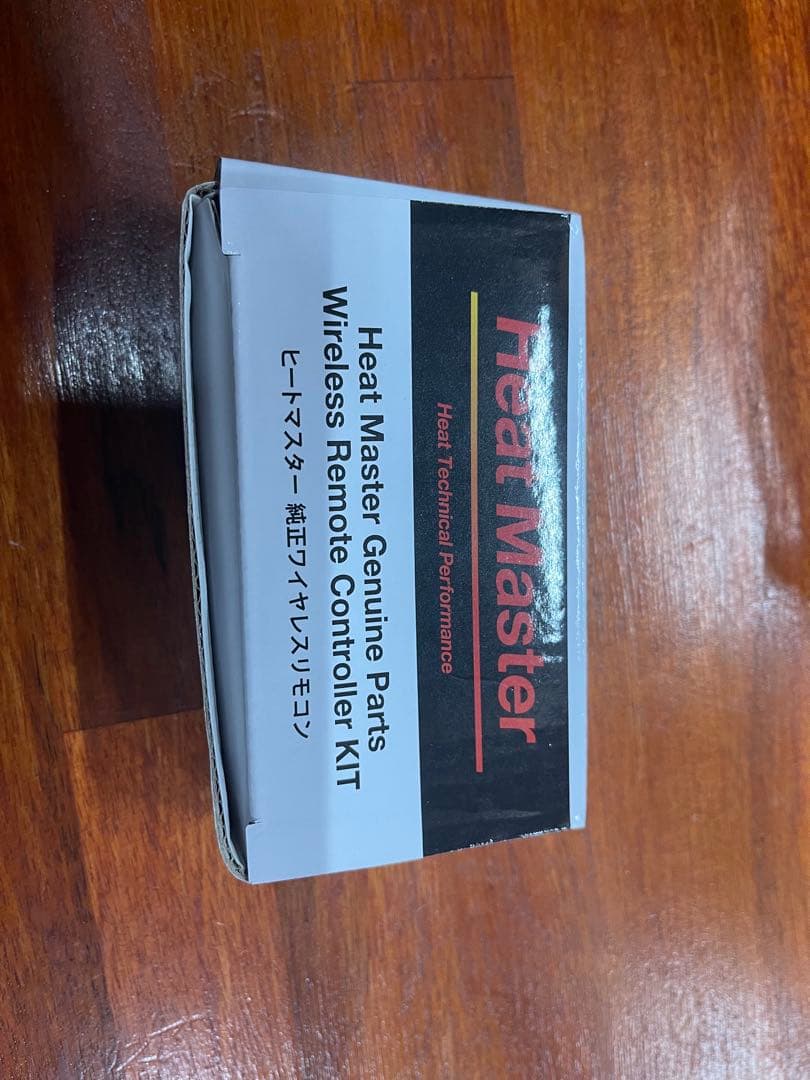 Heat Master
Heat Technical Performance
Heat Master Genuine Parts
Wireless Remote Controller KIT
ヒートマスター 純正ワイヤレスリモコン